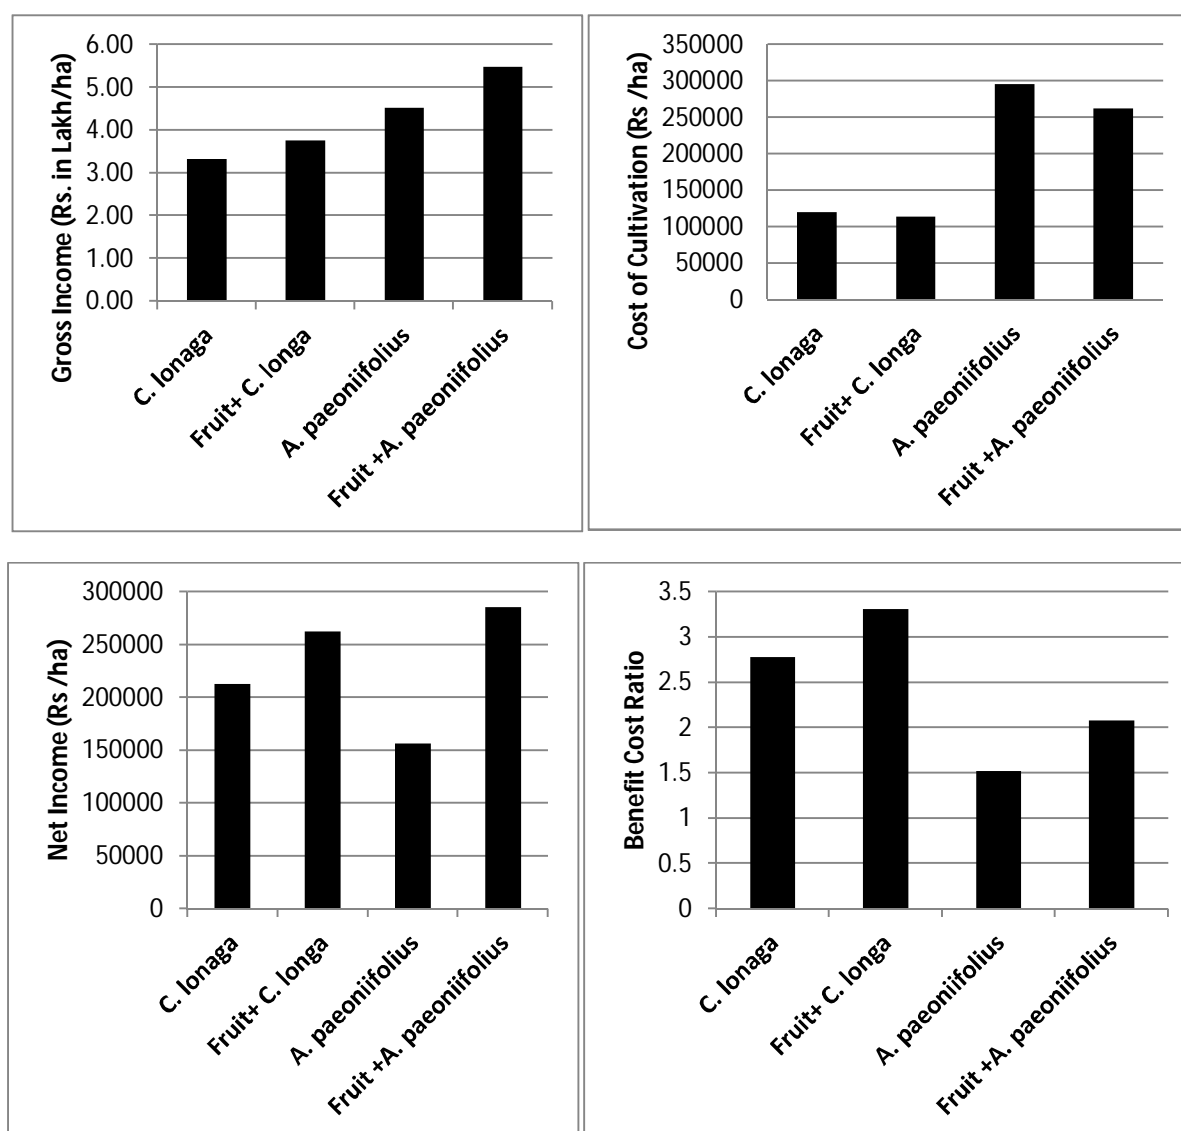 Gross Income (Rs. in Lakh/ha)
6.00
5.00
4.00
3.00
2.00
1.00
0.00
C. lonaga
Fruit+ C. longa
A. paeoniifolius
Fruit +A. paeoniifolius
Cost of Cultivation (Rs /ha)
350000
300000
250000
200000
150000
100000
50000
0
C. lonaga
Fruit+ C. longa
A. paeoniifolius
Fruit +A. paeoniifolius
Net Income (Rs /ha)
300000
250000
200000
150000
100000
50000
0
C. lonaga
Fruit+ C. longa
A. paeoniifolius
Fruit +A. paeoniifolius
Benefit Cost Ratio
3.5
3
2.5
2
1.5
1
0.5
0
C. lonaga
Fruit+ C. longa
A. paeoniifolius
Fruit +A. paeoniifolius